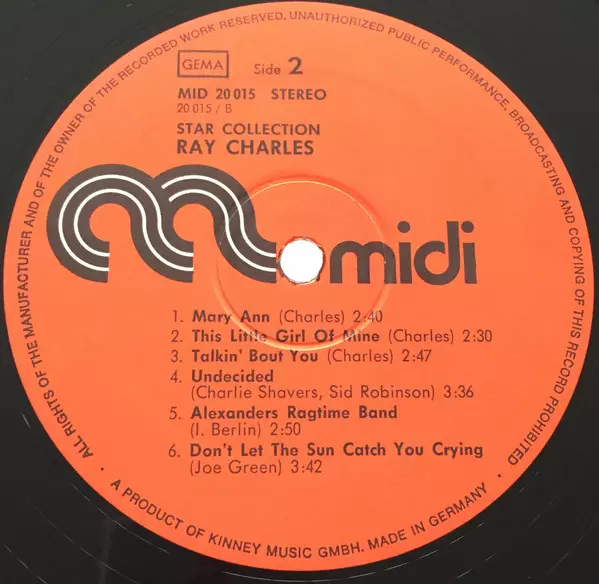 ALL RIGHTS OF THE MANUFACTURER AND OF THE OWNER OF THE RECORDED WORK RESERVED. UNAUTHORIZED PUBLIC PERFORMANCE, BROADCASTING AND COPYING OF THIS RECORD PROHIBITED
GEMA Side 2
MID 20 015 STEREO
20 015 / B
STAR COLLECTION
RAY CHARLES
midi
1. Mary Ann (Charles) 2:40
2. This Little Girl Of Mine (Charles) 2:30
3. Talkin' Bout You (Charles) 2:47
4. Undecided
(Charlie Shavers, Sid Robinson) 3:36
5. Alexanders Ragtime Band
(I. Berlin) 2:50
6. Don't Let The Sun Catch You Crying
(Joe Green) 3:42
· A PRODUCT OF KINNEY MUSIC GMBH. MADE IN GERMANY ·